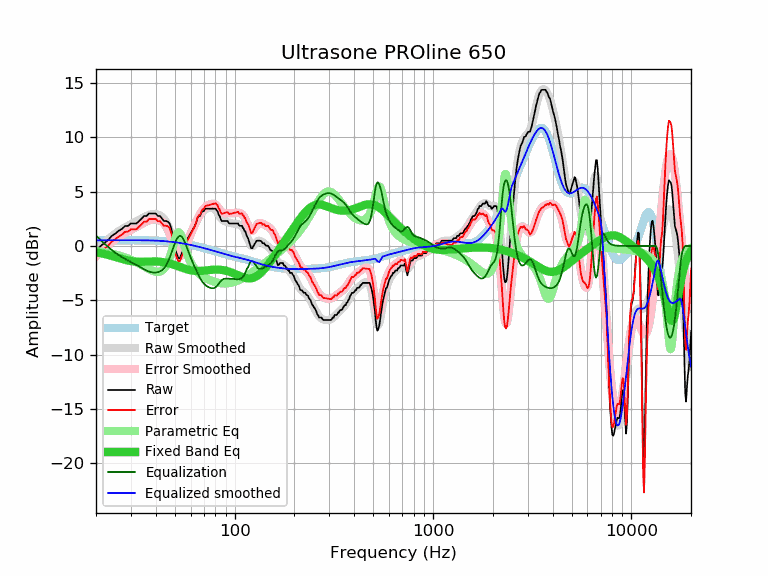 Ultrasone PROline 650
15
10
5
0
−5
−10
−15
−20
Amplitude (dBr)
Target
Raw Smoothed
Error Smoothed
Raw
Error
Parametric Eq
Fixed Band Eq
Equalization
Equalized smoothed
100
1000
10000
Frequency (Hz)